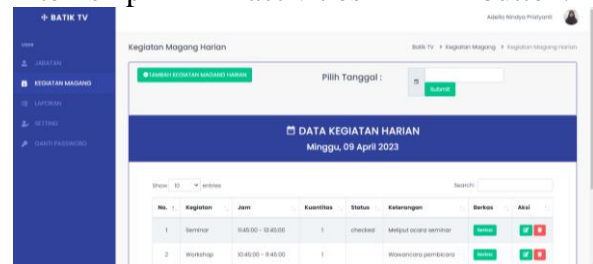 BATIK TV
Adelia Nindya Pristyanti
Kegiatan Magang Harian
Batik TV > Kegiatan Magang > Kegiatan Magang Harian
JABATAN
KEGIATAN MAGANG
LAPORAN
SETTING
GANTI PASSWORD
TAMBAH KEGIATAN MAGANG HARIAN
Pilih Tanggal :
Submit
DATA KEGIATAN HARIAN
Minggu, 09 April 2023
Show 10 entries
Search:
No. Kegiatan Jam Kuantitas Status Keterangan Berkas Aksi
1 Seminar 11:45:00 - 13:45:00 1 checked Meliput acara seminar Berkas
2 Workshop 10:45:00 - 11:45:00 1 Wawancara pembicara Berkas